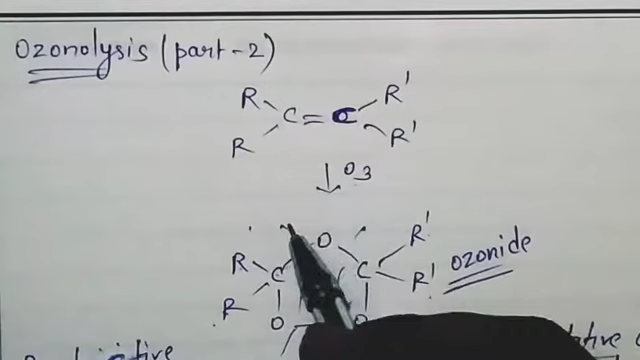 Ozonolysis (part-2)
R R'
C = C
R R'
↓ O3
O R'
R C C R' ozonide
R
O O